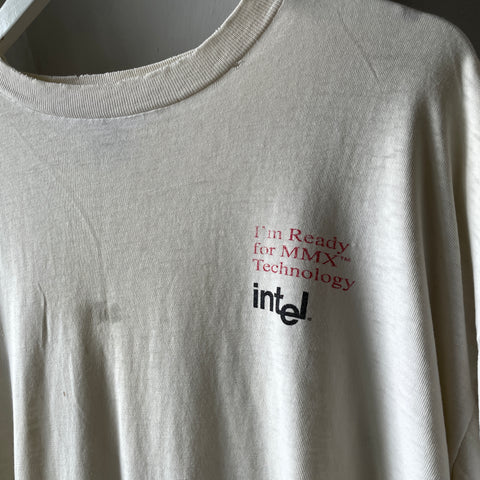 I'm Ready
for MMX™
Technology
intel.